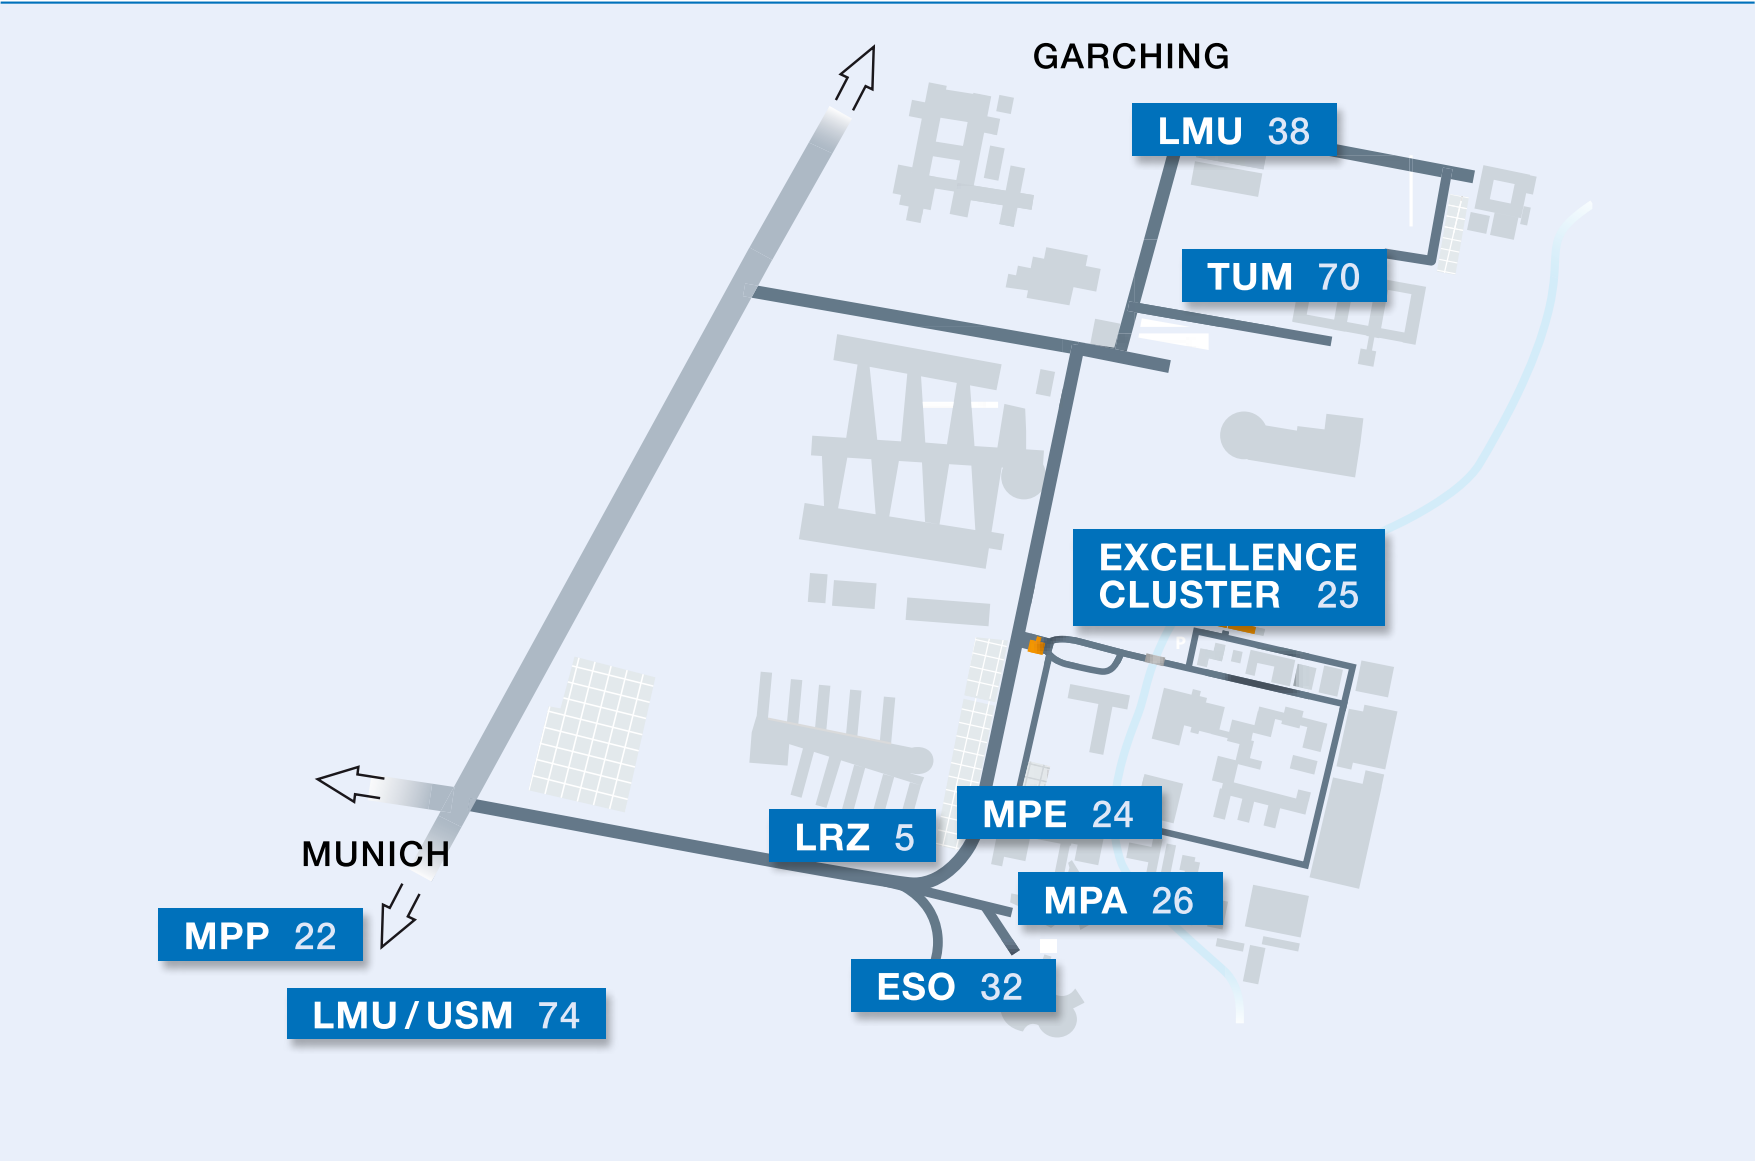 GARCHING
LMU 38
TUM 70
EXCELLENCE
CLUSTER 25
P
MPE 24
LRZ 5
MUNICH
MPA 26
MPP 22
ESO 32
LMU / USM 74